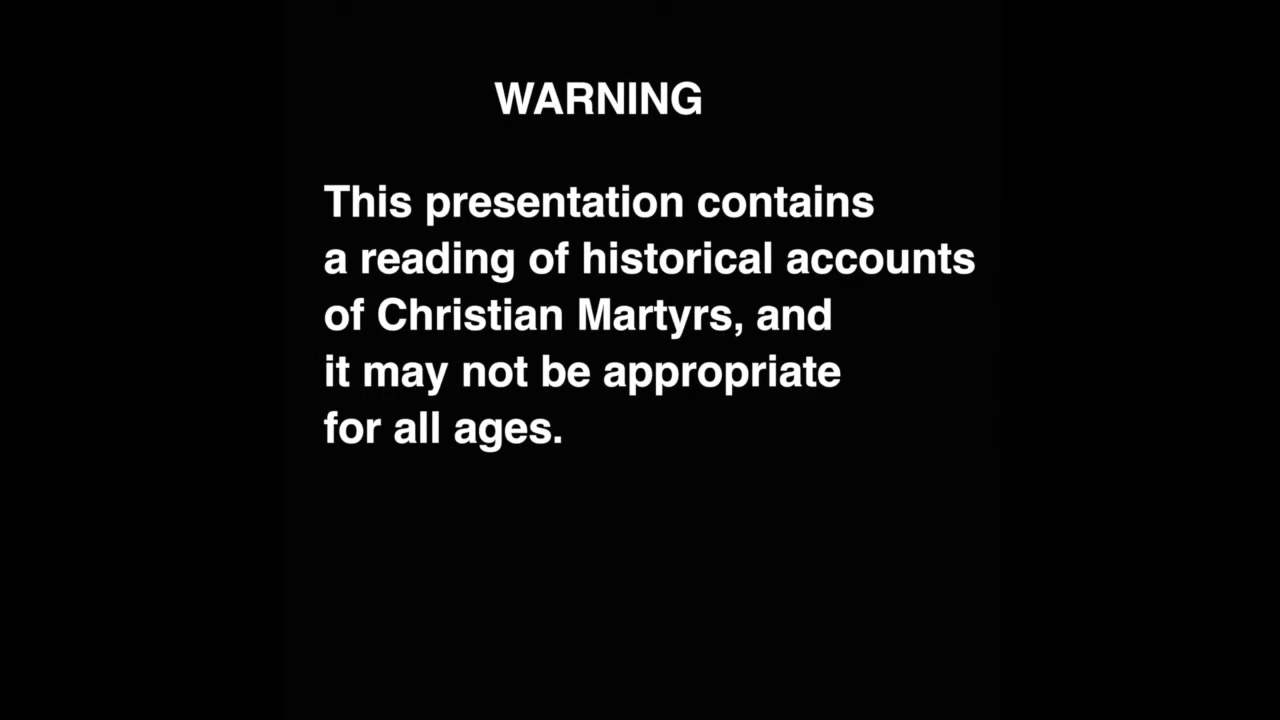 WARNING
This presentation contains
a reading of historical accounts
of Christian Martyrs, and
it may not be appropriate
for all ages.